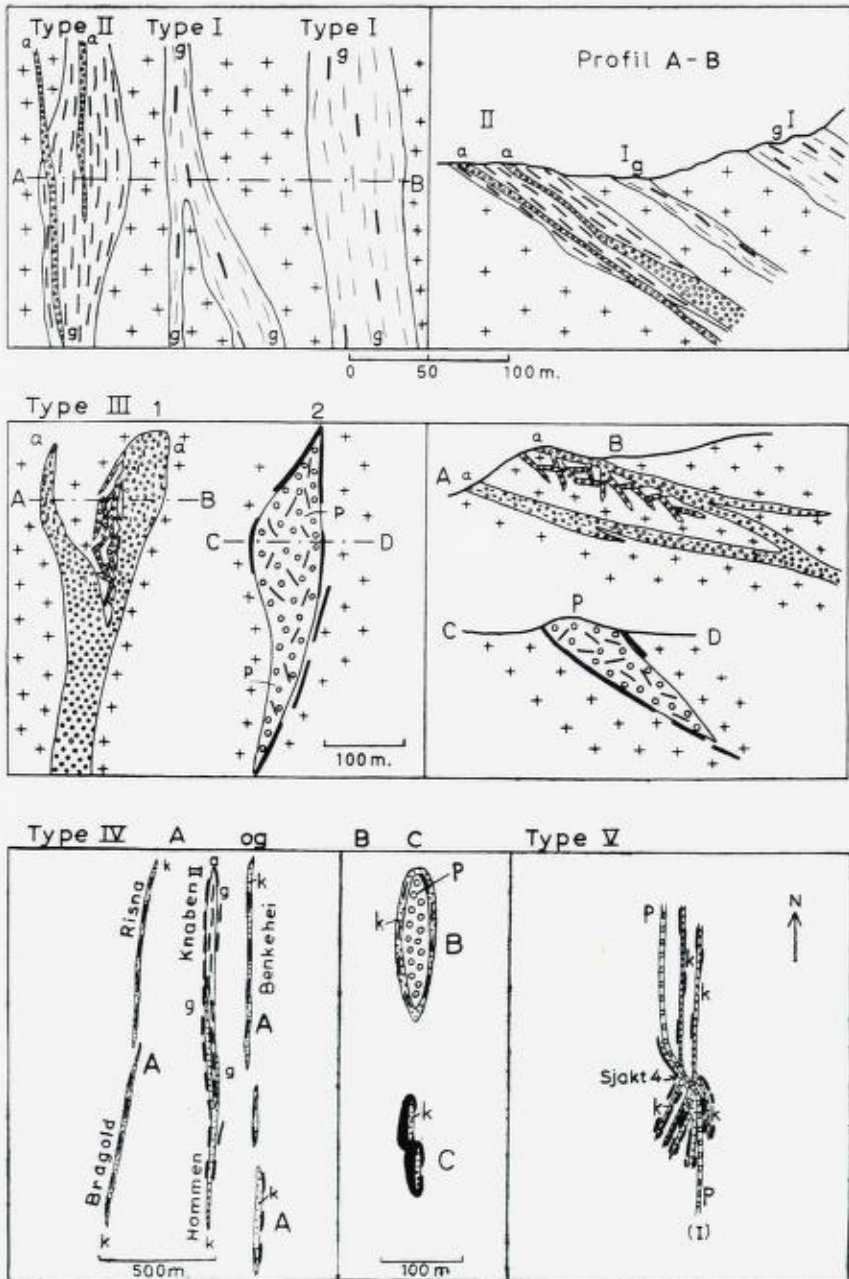 Type II Type I Type I
a a g g
Profil A-B
A B
g g g g
II I
a a I g g
0 50 100 m.
Type III 1 2
a a
A B
p
C D
p
100 m.
a B
A a
p
C D
Type IV A og B C Type V
Risna
k
Knaben II
a
g
k
Benkehei
A
g
g
A
Bragold
k
Hommen
k
k
A
500 m.
p
k
B
k
C
100 m.
N
p
k
k
Sjakt 4
k
k
p
(I)